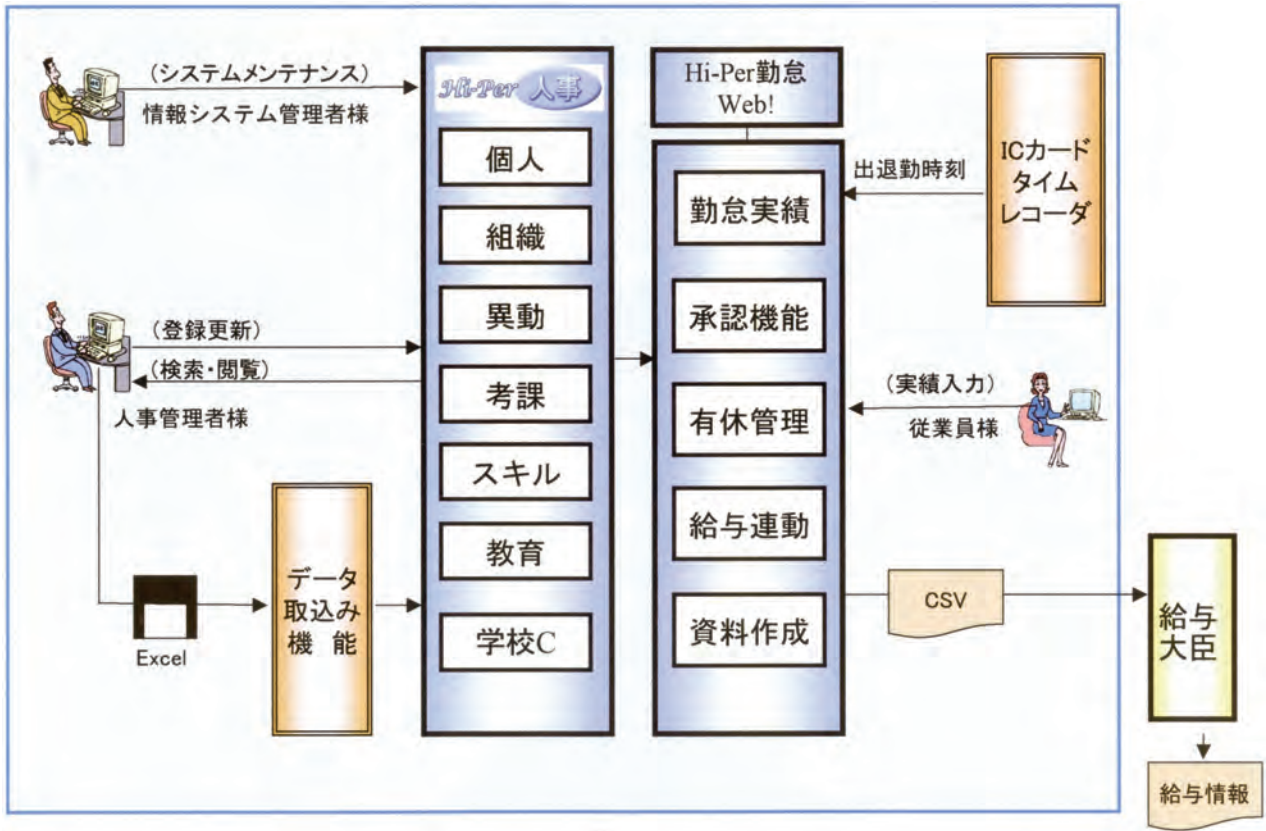 (システムメンテナンス)
情報システム管理者様
Hi-Per 人事
個人
組織
異動
考課
スキル
教育
学校C
Hi-Per勤怠
Web!
勤怠実績
承認機能
有休管理
給与連動
資料作成
出退勤時刻
ICカード
タイム
レコーダ
(登録更新)
(検索・閲覧)
人事管理者様
(実績入力)
従業員様
Excel
データ
取込み
機 能
CSV
給与
大臣
給与情報